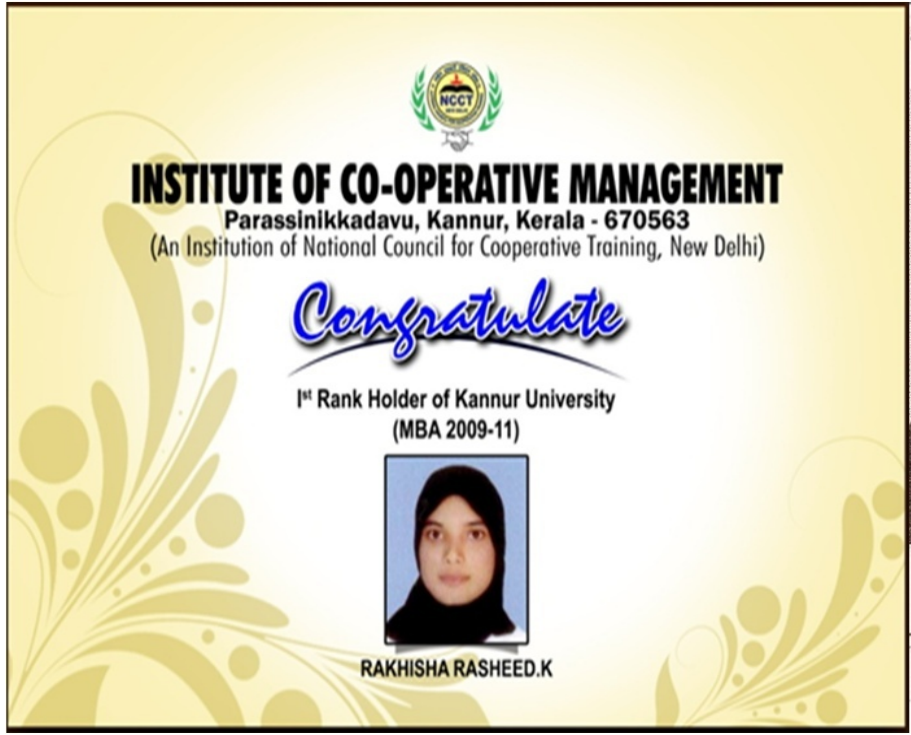 NCCT
INSTITUTE OF CO-OPERATIVE MANAGEMENT
Parassinikkadavu, Kannur, Kerala - 670563
(An Institution of National Council for Cooperative Training, New Delhi)
Congratulate
Ist Rank Holder of Kannur University
(MBA 2009-11)
RAKHISHA RASHEED.K